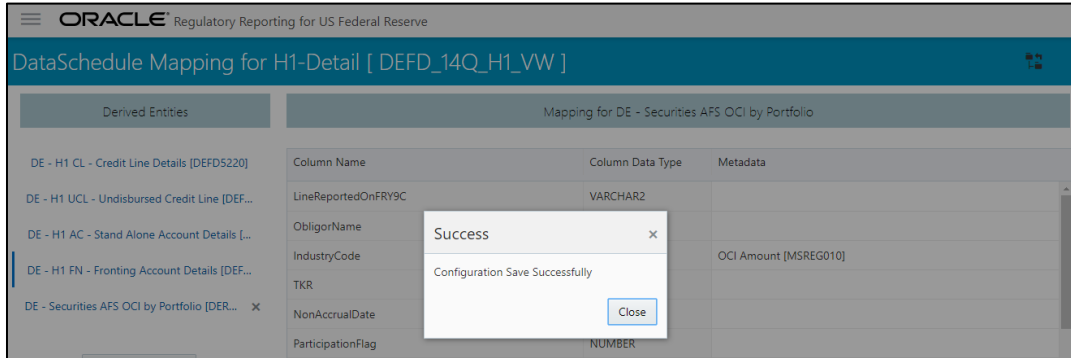 ORACLE® Regulatory Reporting for US Federal Reserve
DataSchedule Mapping for H1-Detail [ DEFD_14Q_H1_VW ]
Derived Entities
Mapping for DE - Securities AFS OCI by Portfolio
DE - H1 CL - Credit Line Details [DEFD5220]
DE - H1 UCL - Undisbursed Credit Line [DEF...
DE - H1 AC - Stand Alone Account Details [...
DE - H1 FN - Fronting Account Details [DEF...
DE - Securities AFS OCI by Portfolio [DER... ×
Column Name Column Data Type Metadata
LineReportedOnFRY9C VARCHAR2
ObligorName
IndustryCode OCI Amount [MSREG010]
TKR
NonAccrualDate
ParticipationFlag NUMBER
Success ×
Configuration Save Successfully
Close